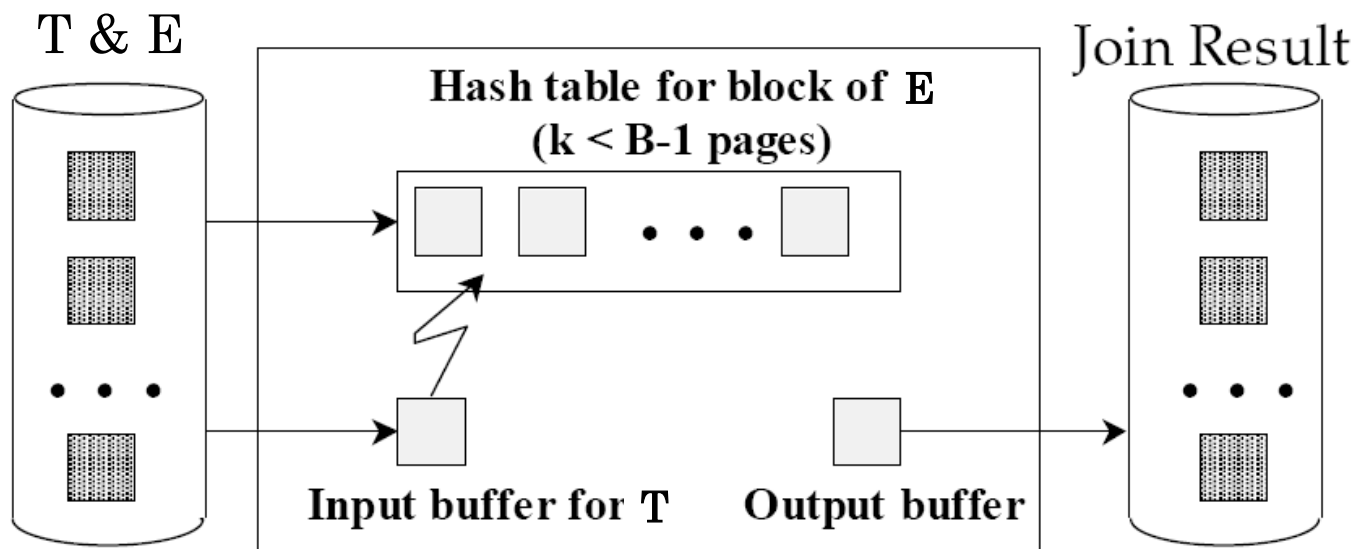 T & E
Join Result
Hash table for block of E
(k < B-1 pages)
Input buffer for T
Output buffer